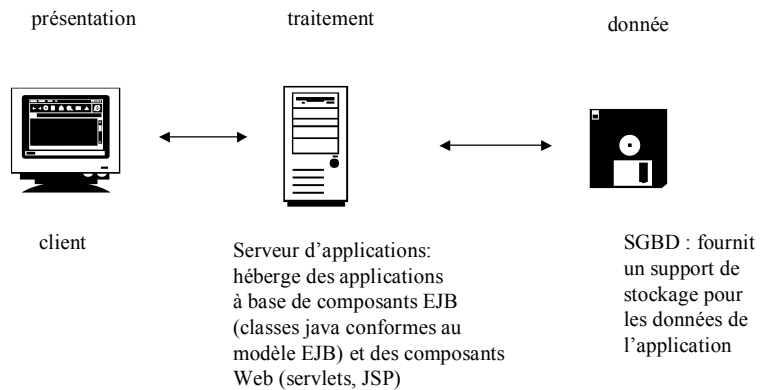 présentation
traitement
donnée
client
Serveur d'applications:
héberge des applications
à base de composants EJB
(classes java conformes au
modèle EJB) et des composants
Web (servlets, JSP)
SGBD : fournit
un support de
stockage pour
les données de
l'application